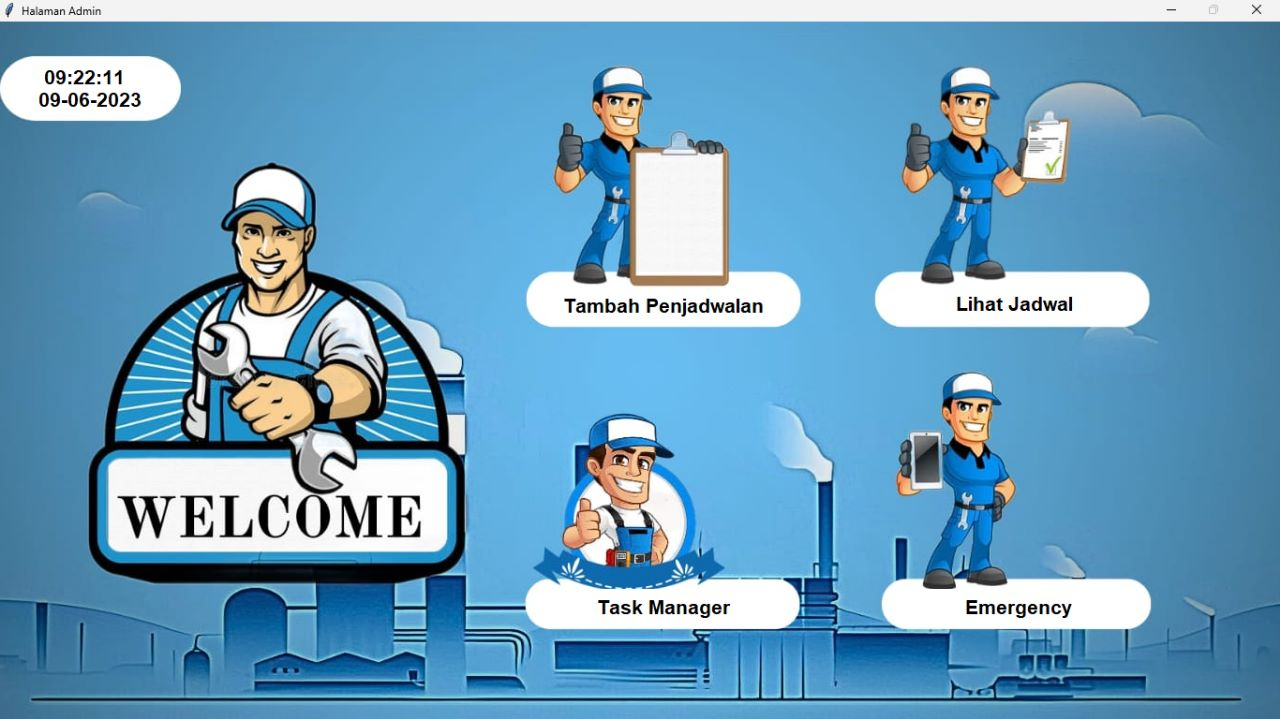 Halaman Admin
09:22:11
09-06-2023
WELCOME
Tambah Penjadwalan
Lihat Jadwal
Task Manager
Emergency